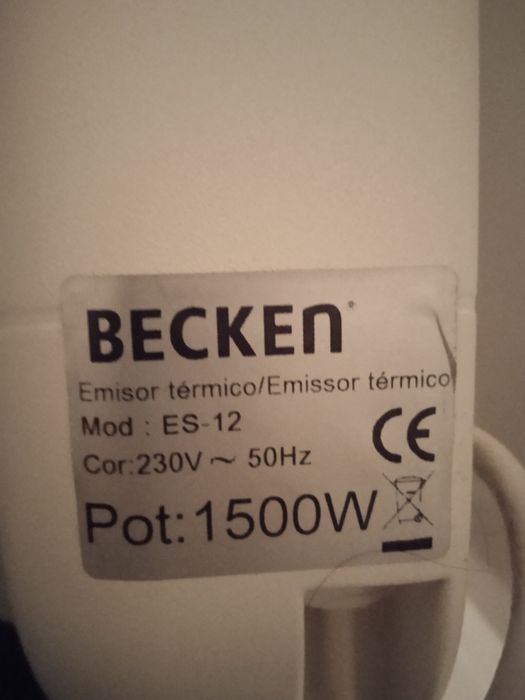 BECKEN
Emisor térmico/Emissor térmico
Mod : ES-12
Cor:230V ~ 50Hz
CE
Pot:1500W